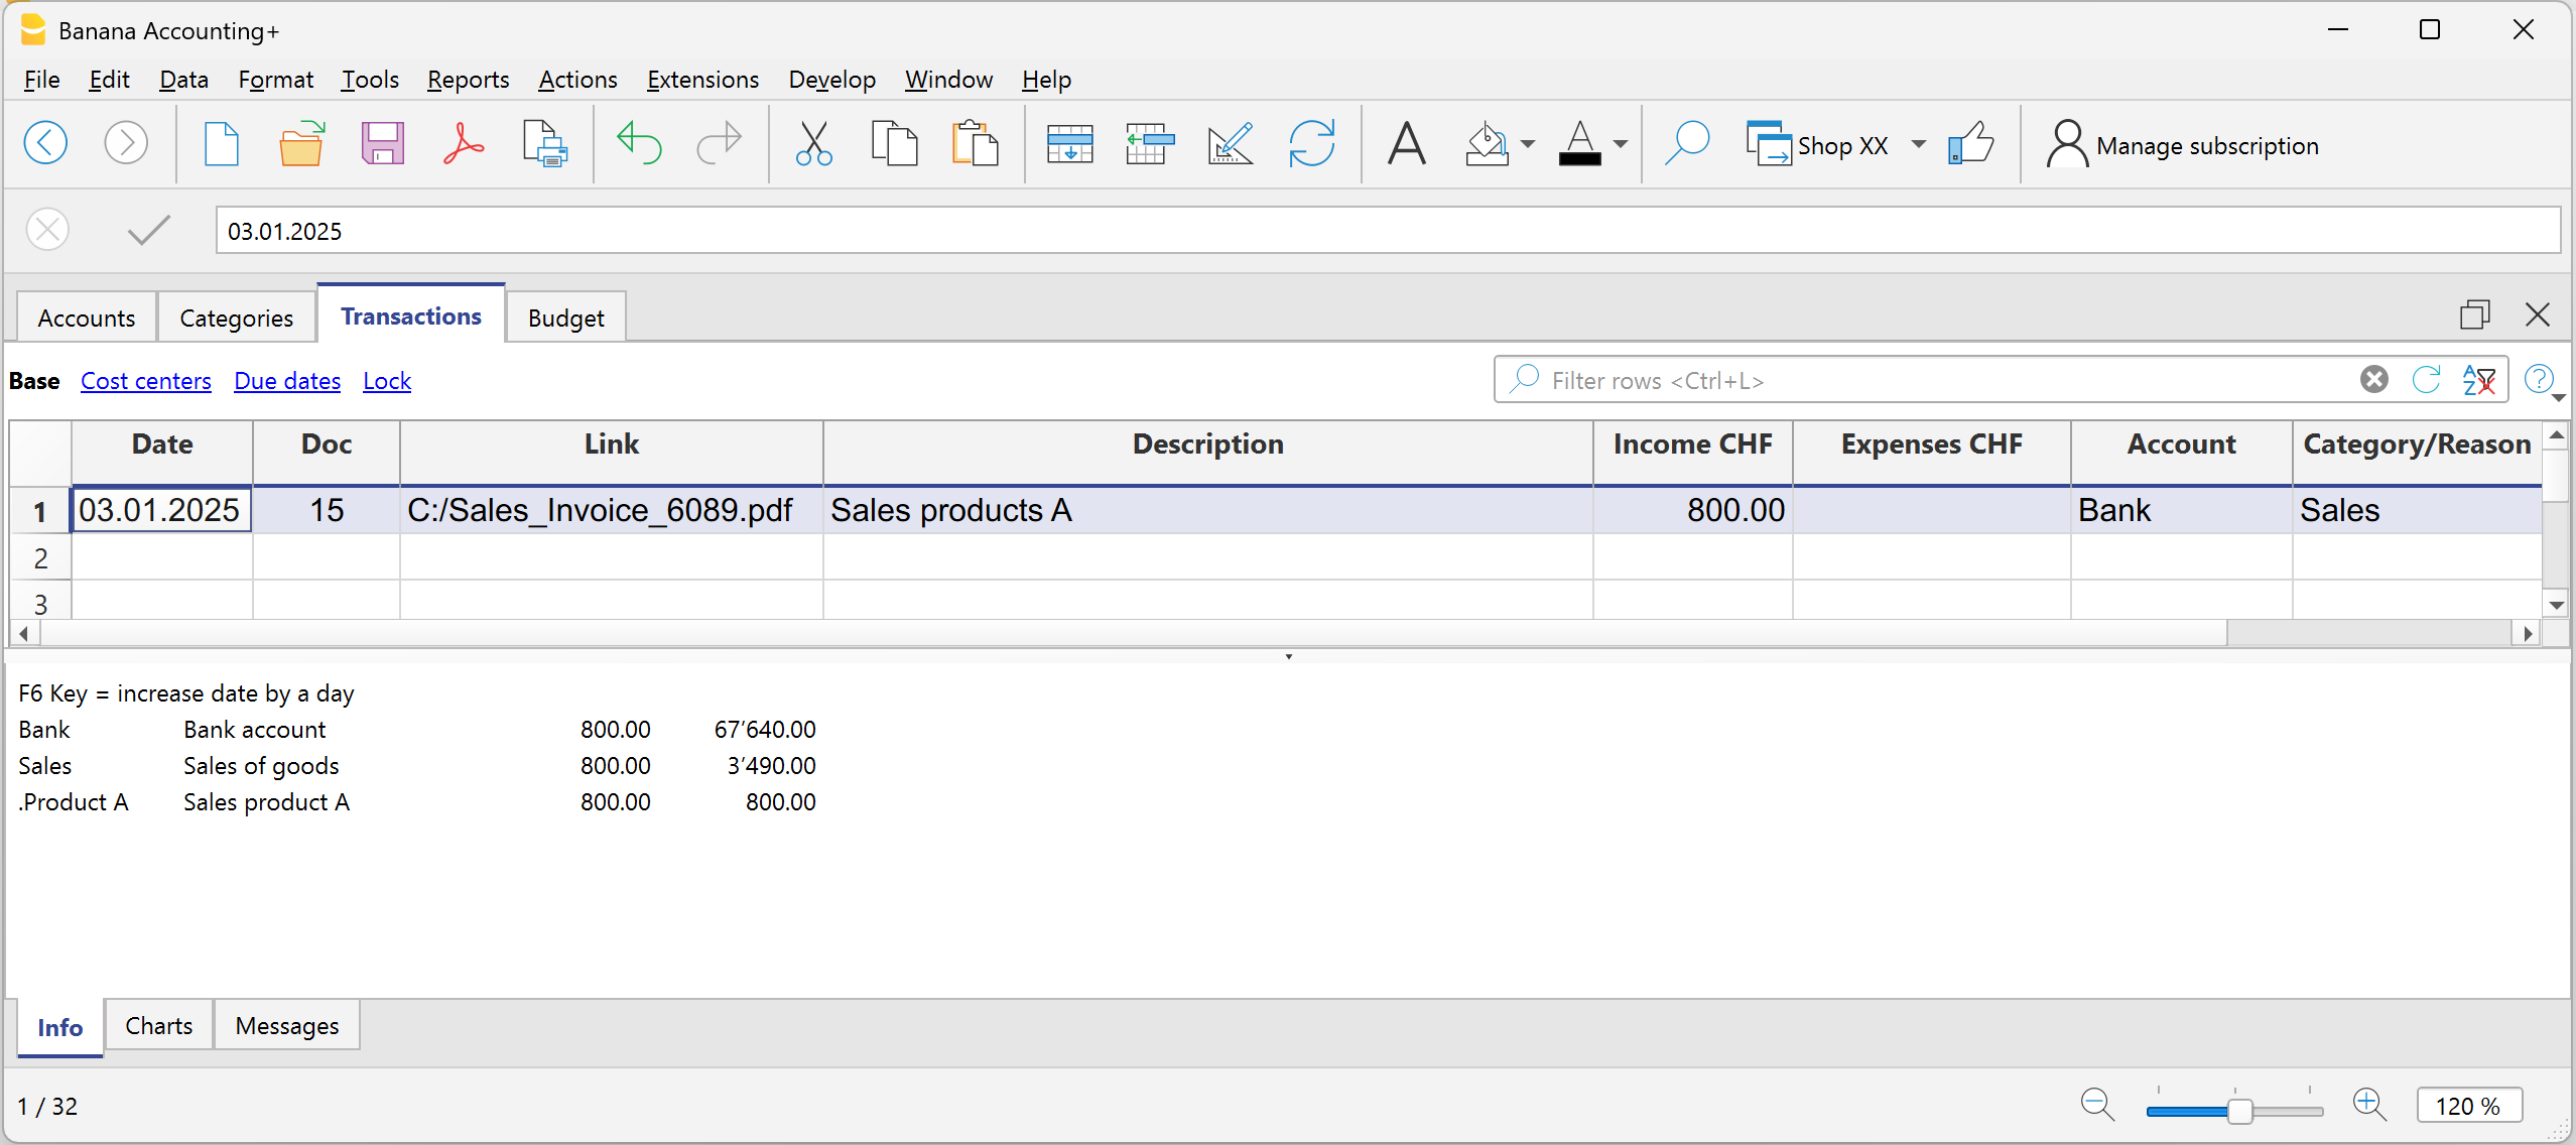 Banana Accounting+
File Edit Data Format Tools Reports Actions Extensions Develop Window Help
A A Shop XX Manage subscription
03.01.2025
Accounts Categories Transactions Budget
Base Cost centers Due dates Lock Filter rows <Ctrl+L> AZ ?
Date Doc Link Description Income CHF Expenses CHF Account Category/Reason
1 03.01.2025 15 C:/Sales_Invoice_6089.pdf Sales products A 800.00 Bank Sales
2
3
F6 Key = increase date by a day
Bank Bank account 800.00 67’640.00
Sales Sales of goods 800.00 3’490.00
.Product A Sales product A 800.00 800.00
Info Charts Messages
1 / 32 120 %